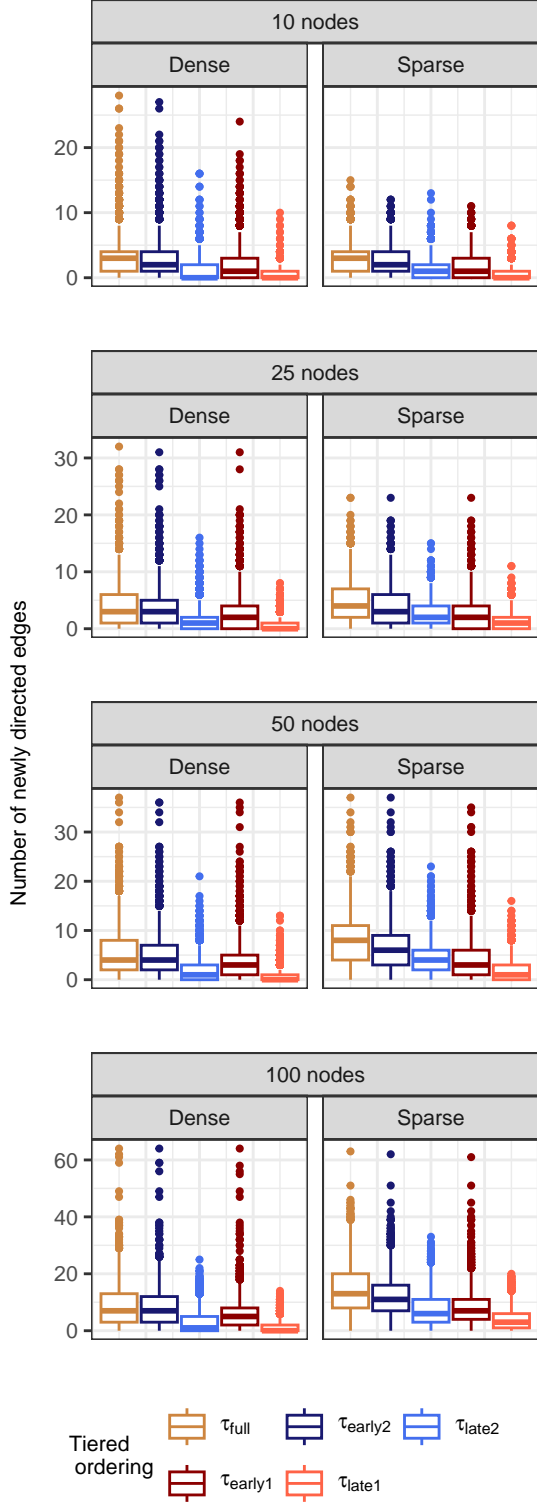 Number of newly directed edges
10 nodes
Dense Sparse
20
10
0
25 nodes
Dense Sparse
30
20
10
0
50 nodes
Dense Sparse
30
20
10
0
100 nodes
Dense Sparse
60
40
20
0
Tiered
ordering
τfull τearly2 τlate2
τearly1 τlate1